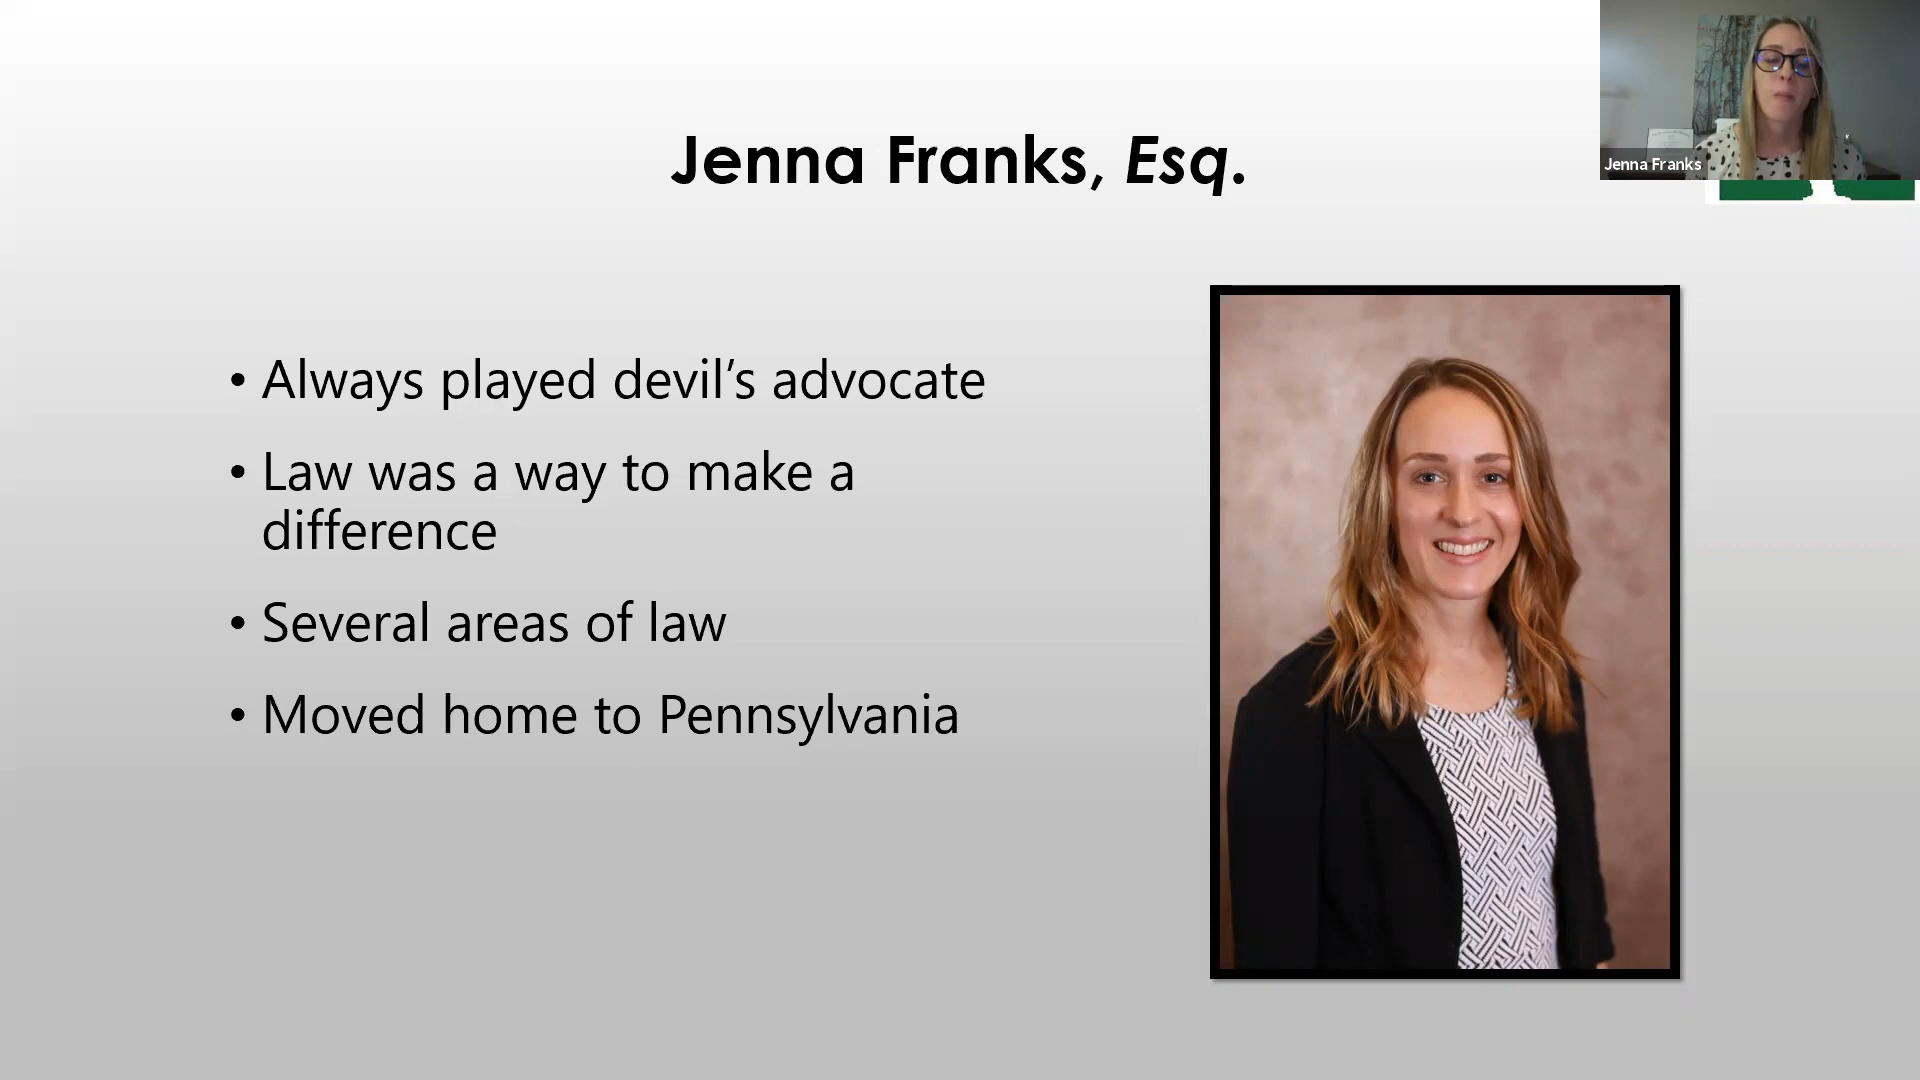 Jenna Franks, Esq.
Jenna Franks
• Always played devil’s advocate
• Law was a way to make a
difference
• Several areas of law
• Moved home to Pennsylvania